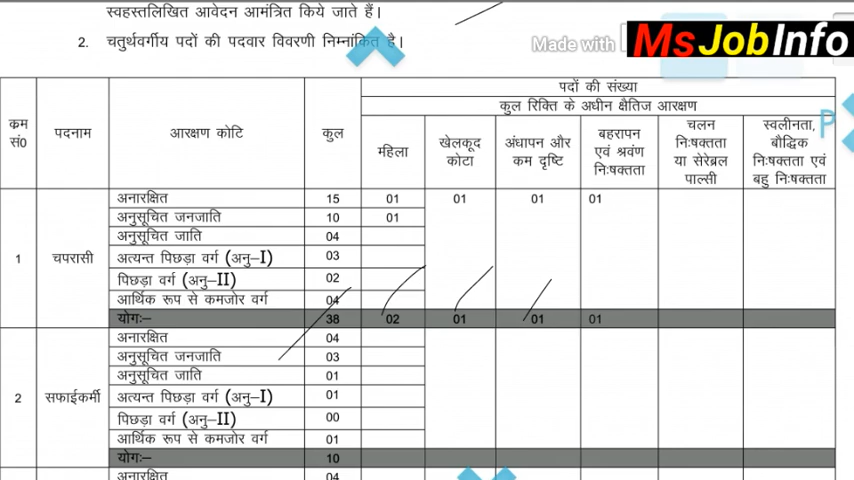 स्वहस्तलिखित आवेदन आमंत्रित किये जाते हैं।
2. चतुर्थवर्गीय पदों की पदवार विवरणी निम्नांकित है।
Made with
MsJobInfo
क्रम सं0 पदनाम आरक्षण कोटि कुल पदों की संख्या
कुल रिक्ति के अधीन क्षैतिज आरक्षण
महिला खेलकूद कोटा अंधापन और कम दृष्टि बहरापन एवं श्रवंण निःषक्तता चलन निःषक्तता या सेरेब्रल पाल्सी स्वलीनता, बौद्धिक निःषक्तता एवं बहु निःषक्तता
P
1 चपरासी
अनारक्षित 15 01 01 01 01
अनुसूचित जनजाति 10 01
अनुसूचित जाति 04
अत्यन्त पिछड़ा वर्ग (अनु–I) 03
पिछड़ा वर्ग (अनु–II) 02
आर्थिक रूप से कमजोर वर्ग 04
योगः– 38 02 01 01 01
2 सफाईकर्मी
अनारक्षित 04
अनुसूचित जनजाति 03
अनुसूचित जाति 01
अत्यन्त पिछड़ा वर्ग (अनु–I) 01
पिछड़ा वर्ग (अनु–II) 00
आर्थिक रूप से कमजोर वर्ग 01
योगः– 10
अनारक्षित 04